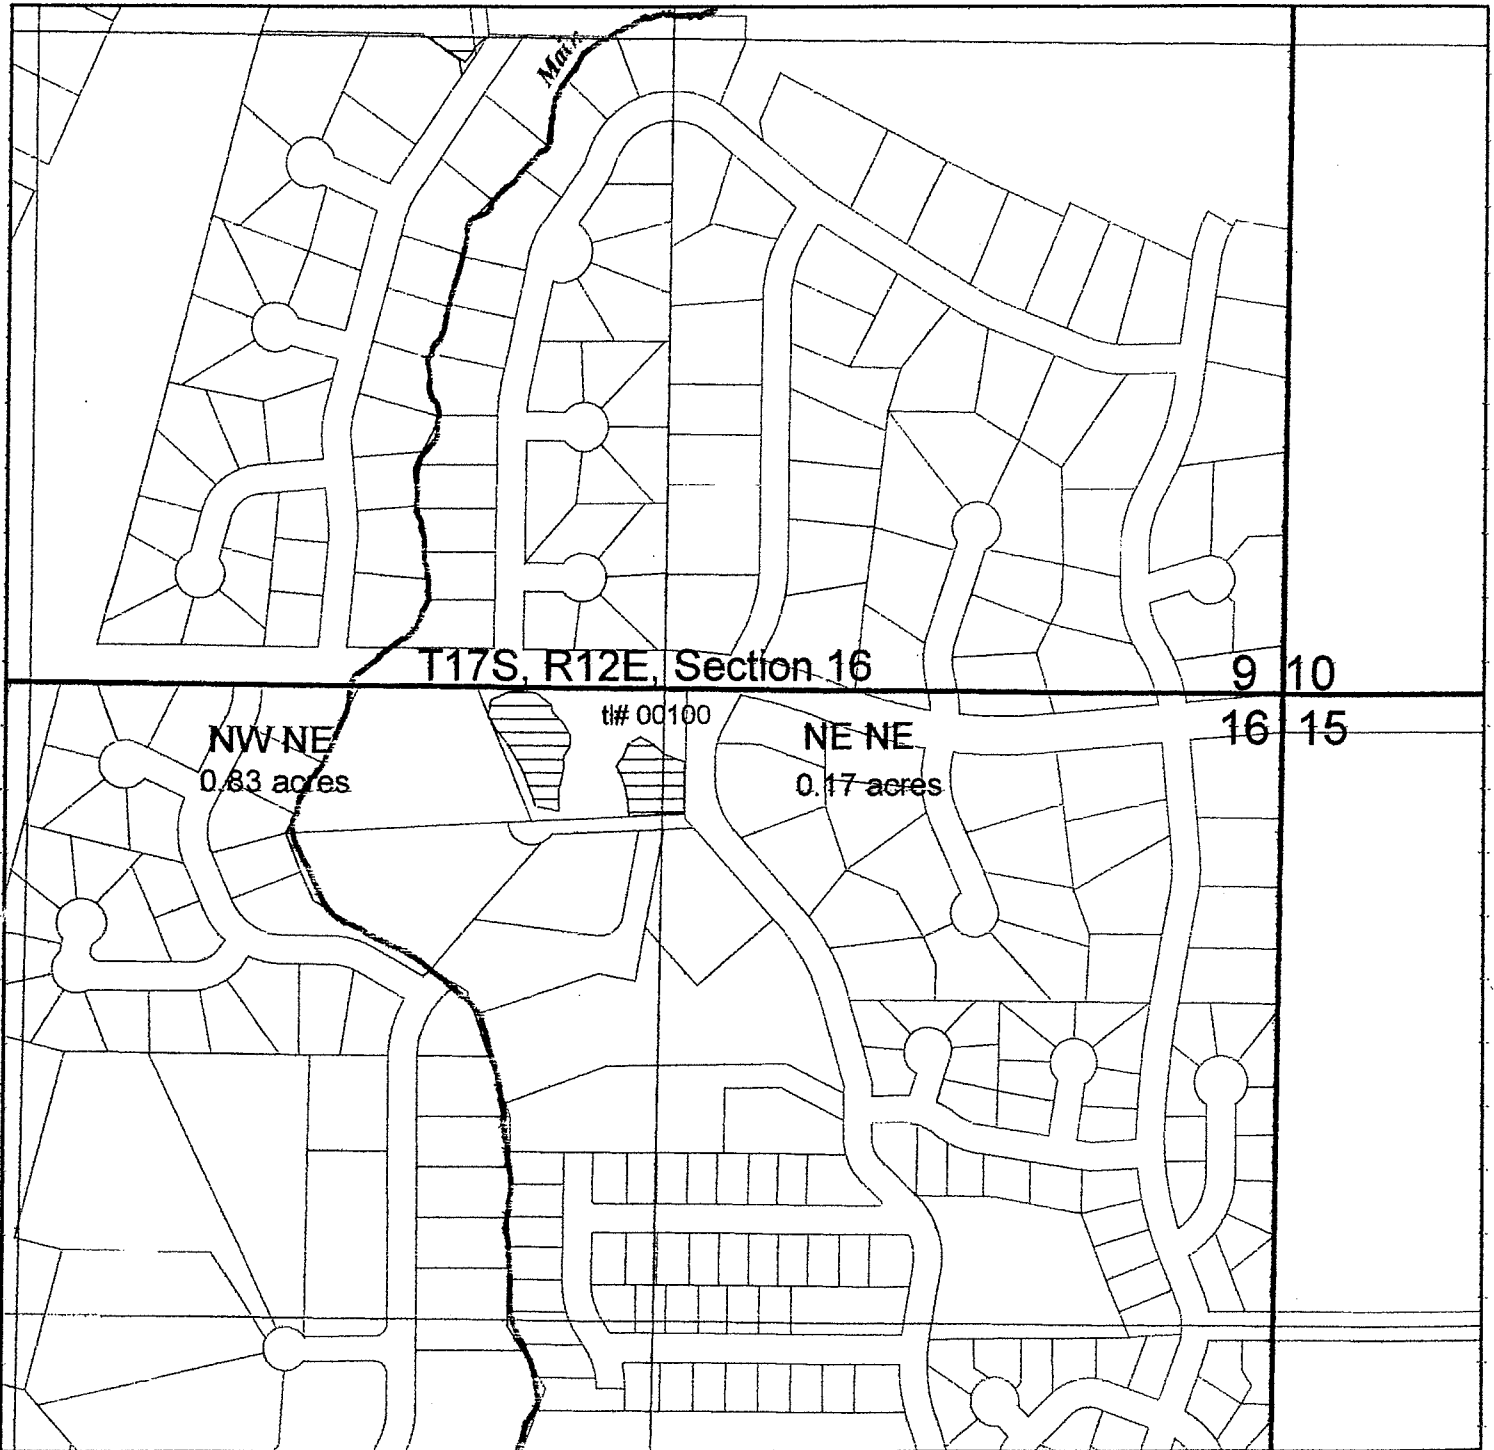 Main
T17S, R12E, Section 16
9 10
16 15
tl# 00100
NW NE
0.83 acres
NE NE
0.17 acres